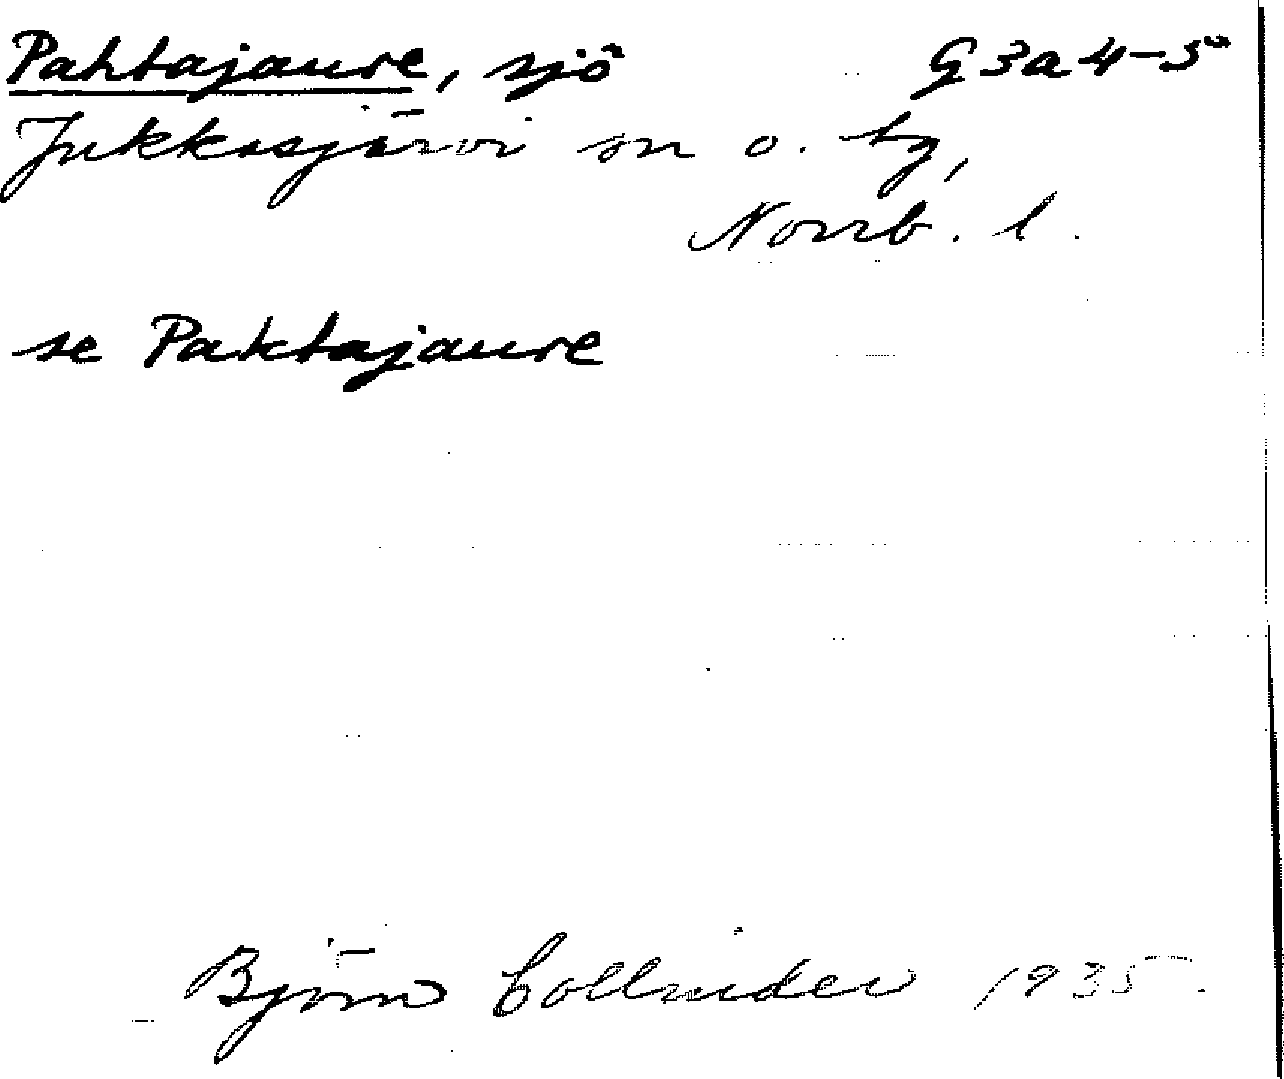 Pahtajaure, sjö G3a4-5
Jukkasjärvi sn o. tg,
Norrb. l.
se Paktajaure
Björn Collinder 1935.